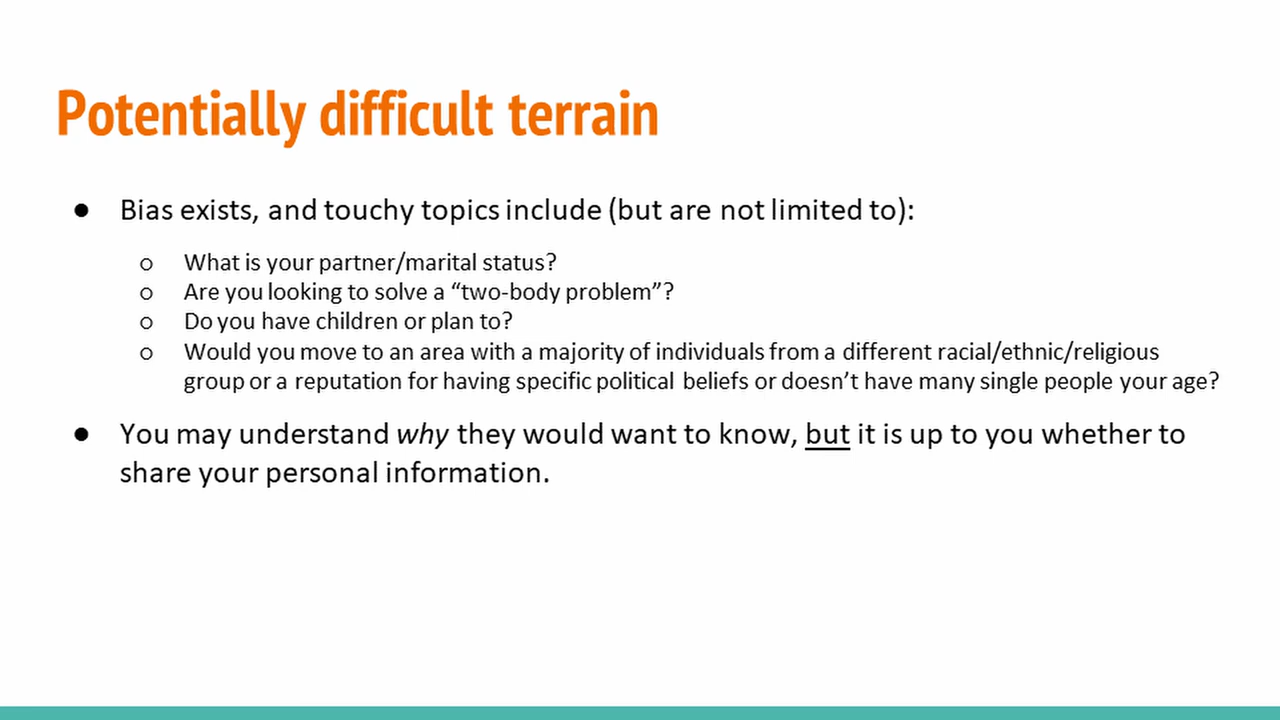 Potentially difficult terrain
● Bias exists, and touchy topics include (but are not limited to):
○ What is your partner/marital status?
○ Are you looking to solve a “two-body problem”?
○ Do you have children or plan to?
○ Would you move to an area with a majority of individuals from a different racial/ethnic/religious
group or a reputation for having specific political beliefs or doesn’t have many single people your age?
● You may understand why they would want to know, but it is up to you whether to
share your personal information.